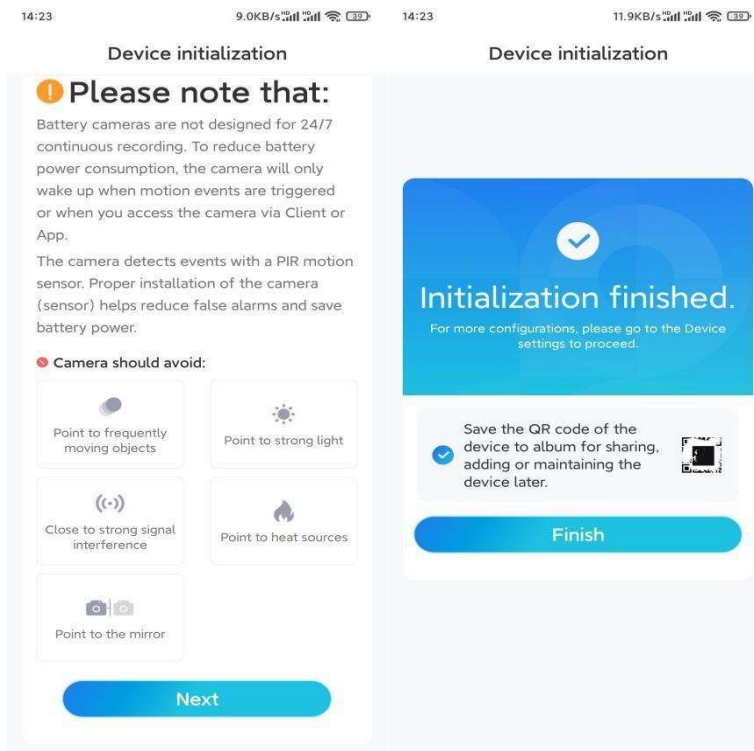 14:23
9.0KB/s
HD
HD
39
Device initialization
Please note that:
Battery cameras are not designed for 24/7
continuous recording. To reduce battery
power consumption, the camera will only
wake up when motion events are triggered
or when you access the camera via Client or
App.
The camera detects events with a PIR motion
sensor. Proper installation of the camera
(sensor) helps reduce false alarms and save
battery power.
Camera should avoid:
Point to frequently
moving objects
Point to strong light
Close to strong signal
interference
Point to heat sources
Point to the mirror
Next
14:23
11.9KB/s
HD
HD
39
Device initialization
Initialization finished.
For more configurations, please go to the Device
settings to proceed.
Save the QR code of the
device to album for sharing,
adding or maintaining the
device later.
Finish